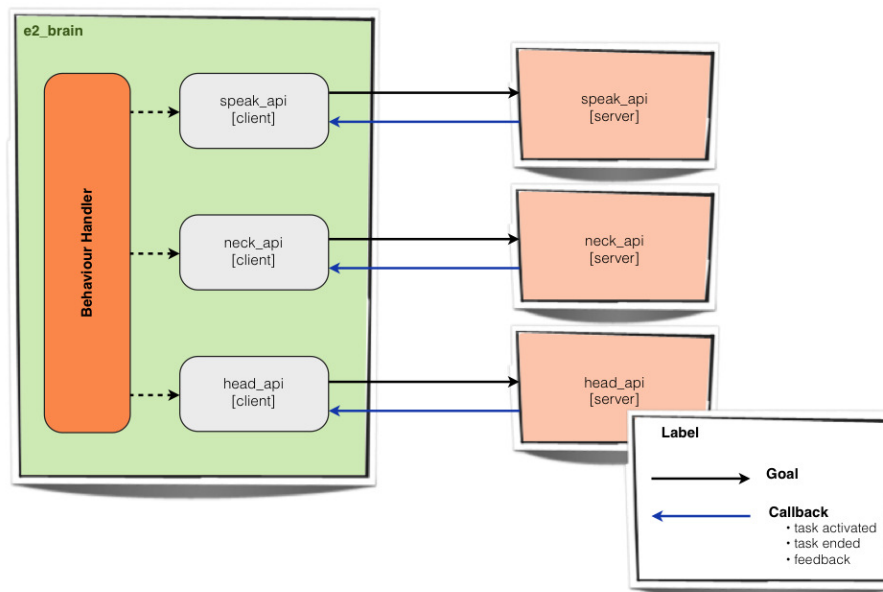 e2_brain
Behaviour Handler
speak_api
[client]
speak_api
[server]
neck_api
[client]
neck_api
[server]
head_api
[client]
head_api
[server]
Label
Goal
Callback
• task activated
• task ended
• feedback